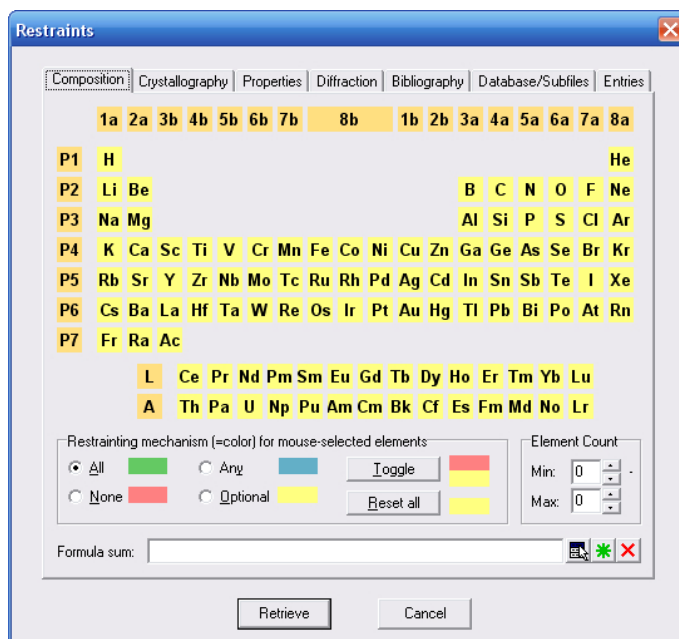 Restraints
Composition Crystallography Properties Diffraction Bibliography Database/Subfiles Entries
1a 2a 3b 4b 5b 6b 7b 8b 1b 2b 3a 4a 5a 6a 7a 8a
P1 H He
P2 Li Be B C N O F Ne
P3 Na Mg Al Si P S Cl Ar
P4 K Ca Sc Ti V Cr Mn Fe Co Ni Cu Zn Ga Ge As Se Br Kr
P5 Rb Sr Y Zr Nb Mo Tc Ru Rh Pd Ag Cd In Sn Sb Te I Xe
P6 Cs Ba La Hf Ta W Re Os Ir Pt Au Hg Tl Pb Bi Po At Rn
P7 Fr Ra Ac
L Ce Pr Nd Pm Sm Eu Gd Tb Dy Ho Er Tm Yb Lu
A Th Pa U Np Pu Am Cm Bk Cf Es Fm Md No Lr
Restrainting mechanism (=color) for mouse-selected elements Element Count
All Any Toggle Min: 0 -
None Optional Reset all Max: 0
Formula sum:
Retrieve Cancel